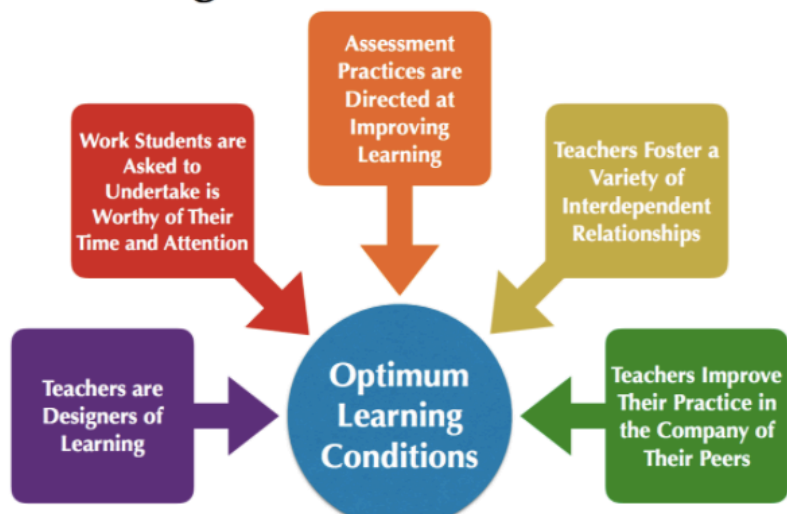 Assessment
Practices are
Directed at
Improving
Learning
Work Students are
Asked to
Undertake is
Worthy of Their
Time and Attention
Teachers Foster a
Variety of
Interdependent
Relationships
Teachers are
Designers of
Learning
Optimum
Learning
Conditions
Teachers Improve
Their Practice in
the Company of
Their Peers